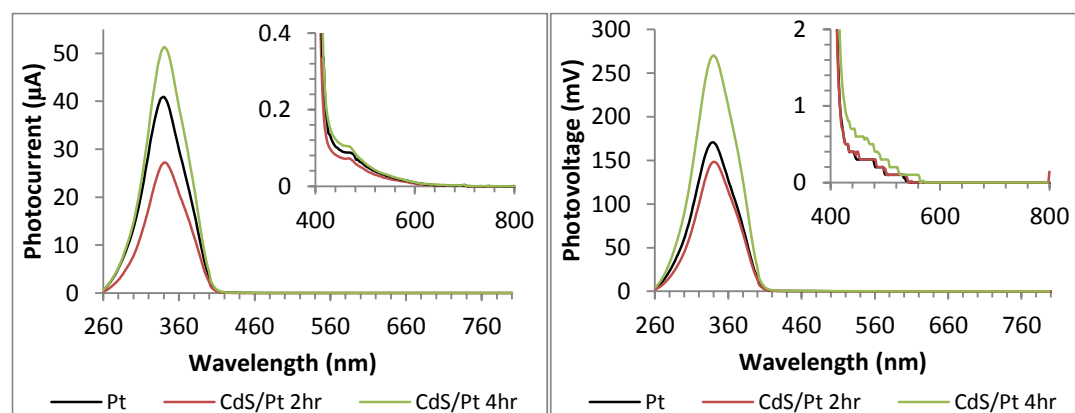 Photocurrent (µA)
50
40
30
20
10
0
260 360 460 560 660 760
Wavelength (nm)
0.4
0.2
0
400 600 800
Pt CdS/Pt 2hr CdS/Pt 4hr
Photovoltage (mV)
300
250
200
150
100
50
0
260 360 460 560 660 760
Wavelength (nm)
2
1
0
400 600 800
Pt CdS/Pt 2hr CdS/Pt 4hr